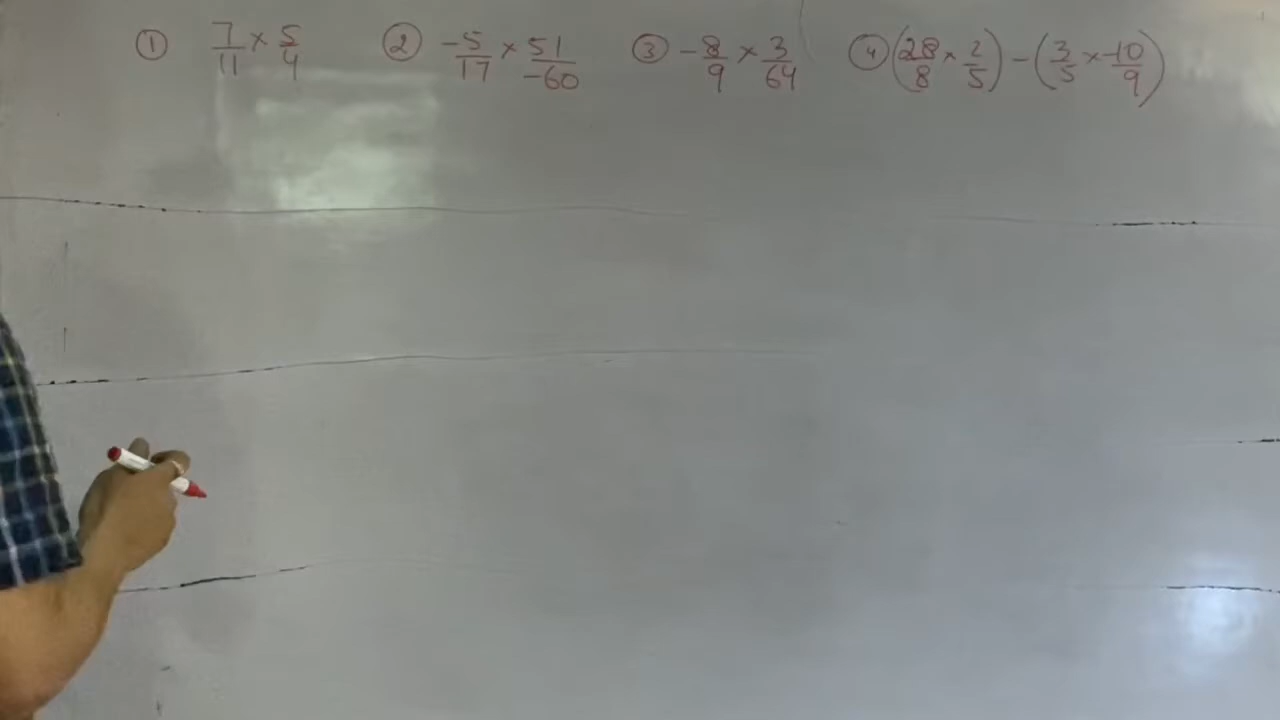 ① 7/11 × 5/4 ② -5/17 × 51/-60 ③ -8/9 × 3/64 ④ (28/8 × 2/5) - (3/5 × -10/9)